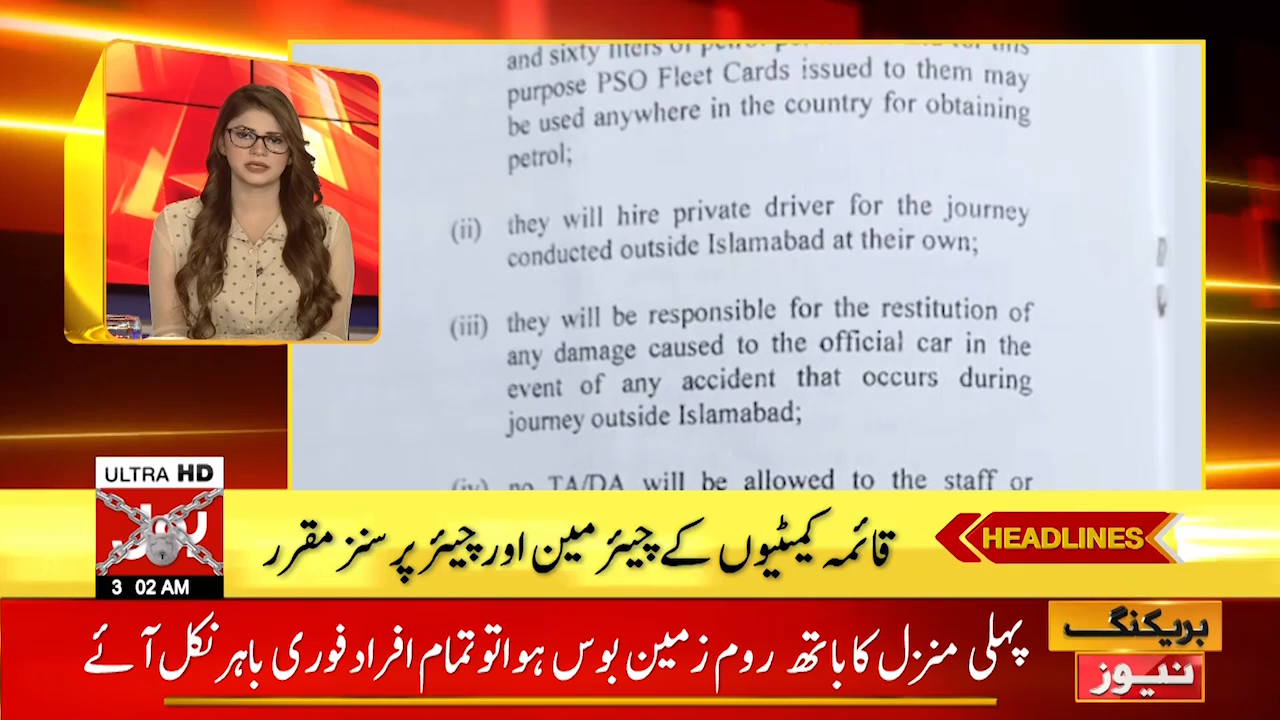 and sixty liters of petrol
purpose PSO Fleet Cards issued to them may
be used anywhere in the country for obtaining
petrol;
(ii) they will hire private driver for the journey
conducted outside Islamabad at their own;
(iii) they will be responsible for the restitution of
any damage caused to the official car in the
event of any accident that occurs during
journey outside Islamabad;
(iv) no TA/DA will be allowed to the staff or
ULTRA HD
بول
3 02 AM
HEADLINES
قائمہ کمیٹیوں کے چیئرمین اور چیئر پرسنز مقرر
بریکنگ
نیوز
پہلی منزل کا باتھ روم زمین بوس ہوا تو تمام افراد فوری باہر نکل آئے